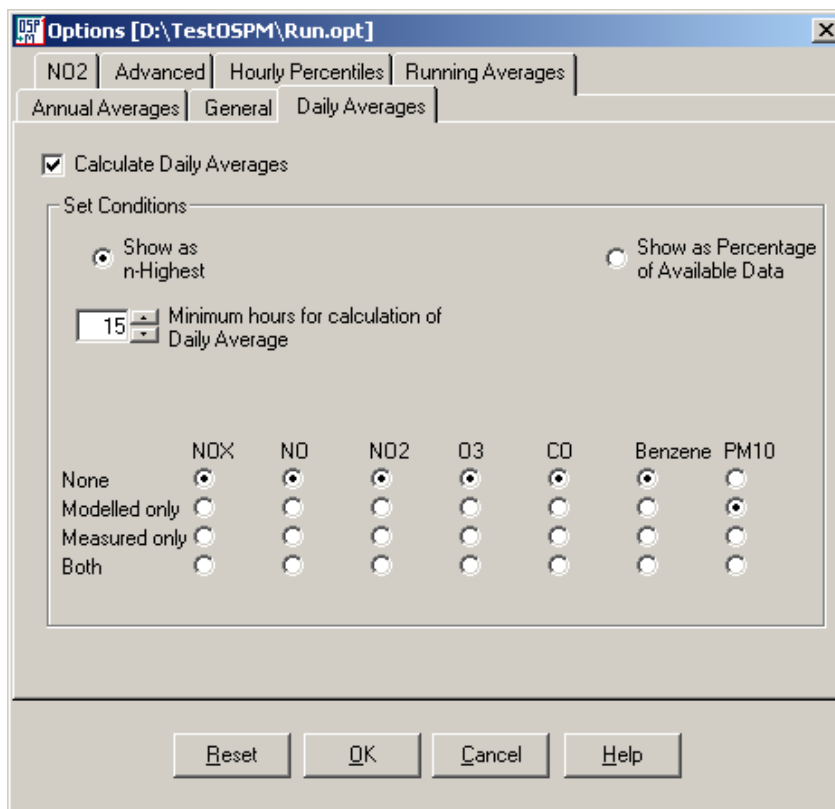 OSPM Options [D:\TestOSPM\Run.opt]
NO2 Advanced Hourly Percentiles Running Averages
Annual Averages General Daily Averages
Calculate Daily Averages
Set Conditions
Show as
n-Highest
Show as Percentage
of Available Data
15
Minimum hours for calculation of
Daily Average
NOX NO NO2 O3 CO Benzene PM10
None
Modelled only
Measured only
Both
Reset OK Cancel Help